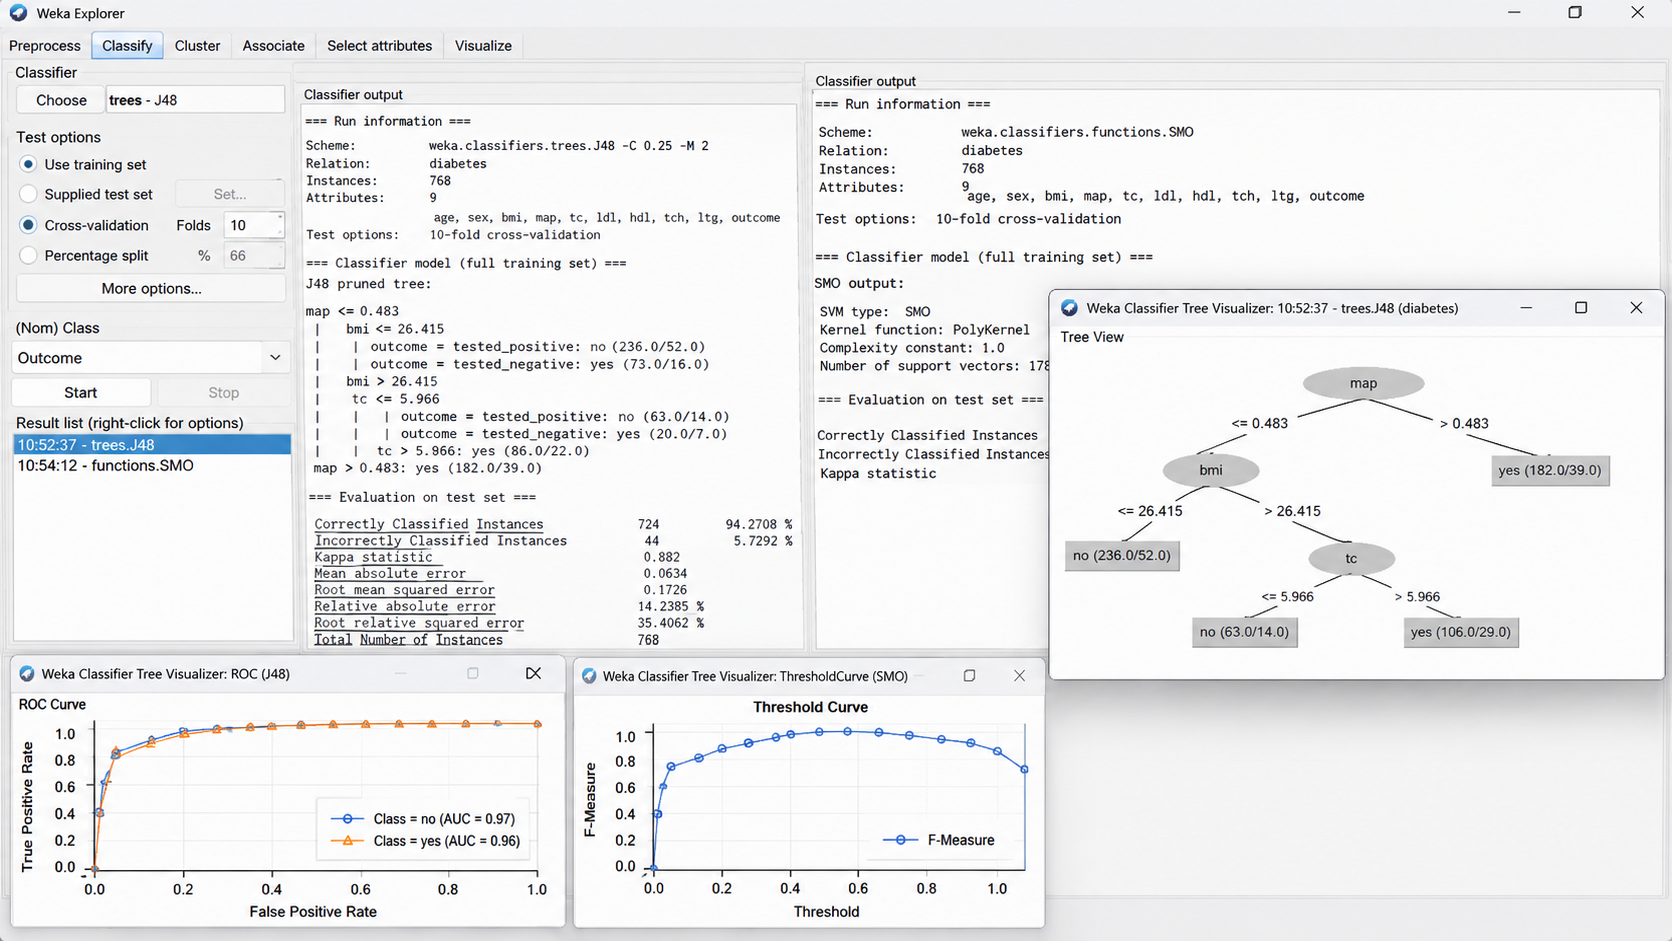 Weka Explorer
Preprocess Classify Cluster Associate Select attributes Visualize
Classifier
Choose trees - J48
Test options
Use training set
Supplied test set Set...
Cross-validation Folds 10
Percentage split % 66
More options...
(Nom) Class
Outcome
Start Stop
Result list (right-click for options)
10:52:37 - trees.J48
10:54:12 - functions.SMO
Classifier output
=== Run information ===
Scheme: weka.classifiers.trees.J48 -C 0.25 -M 2
Relation: diabetes
Instances: 768
Attributes: 9
age, sex, bmi, map, tc, ldl, hdl, tch, ltg, outcome
Test options: 10-fold cross-validation
=== Classifier model (full training set) ===
J48 pruned tree:
map <= 0.483
| bmi <= 26.415
| | outcome = tested_positive: no (236.0/52.0)
| | outcome = tested_negative: yes (73.0/16.0)
| bmi > 26.415
| tc <= 5.966
| | | outcome = tested_positive: no (63.0/14.0)
| | | outcome = tested_negative: yes (20.0/7.0)
| tc > 5.966: yes (86.0/22.0)
map > 0.483: yes (182.0/39.0)
=== Evaluation on test set ===
Correctly Classified Instances 724 94.2708 %
Incorrectly Classified Instances 44 5.7292 %
Kappa statistic 0.882
Mean absolute error 0.0634
Root mean squared error 0.1726
Relative absolute error 14.2385 %
Root relative squared error 35.4062 %
Total Number of Instances 768
Classifier output
=== Run information ===
Scheme: weka.classifiers.functions.SMO
Relation: diabetes
Instances: 768
Attributes: 9
age, sex, bmi, map, tc, ldl, hdl, tch, ltg, outcome
Test options: 10-fold cross-validation
=== Classifier model (full training set) ===
SMO output:
SVM type: SMO
Kernel function: PolyKernel
Complexity constant: 1.0
Number of support vectors: 178
=== Evaluation on test set ===
Correctly Classified Instances
Incorrectly Classified Instances
Kappa statistic
Weka Classifier Tree Visualizer: 10:52:37 - trees.J48 (diabetes)
Tree View
map
<= 0.483 > 0.483
bmi yes (182.0/39.0)
<= 26.415 > 26.415
no (236.0/52.0) tc
<= 5.966 > 5.966
no (63.0/14.0) yes (106.0/29.0)
Weka Classifier Tree Visualizer: ROC (J48)
ROC Curve
True Positive Rate
1.0
0.8
0.6
0.4
0.2
0.0
Class = no (AUC = 0.97)
Class = yes (AUC = 0.96)
0.0 0.2 0.4 0.6 0.8 1.0
False Positive Rate
Weka Classifier Tree Visualizer: ThresholdCurve (SMO)
Threshold Curve
F-Measure
1.0
0.8
0.6
0.4
0.2
0.0
F-Measure
0.0 0.2 0.4 0.6 0.8 1.0
Threshold